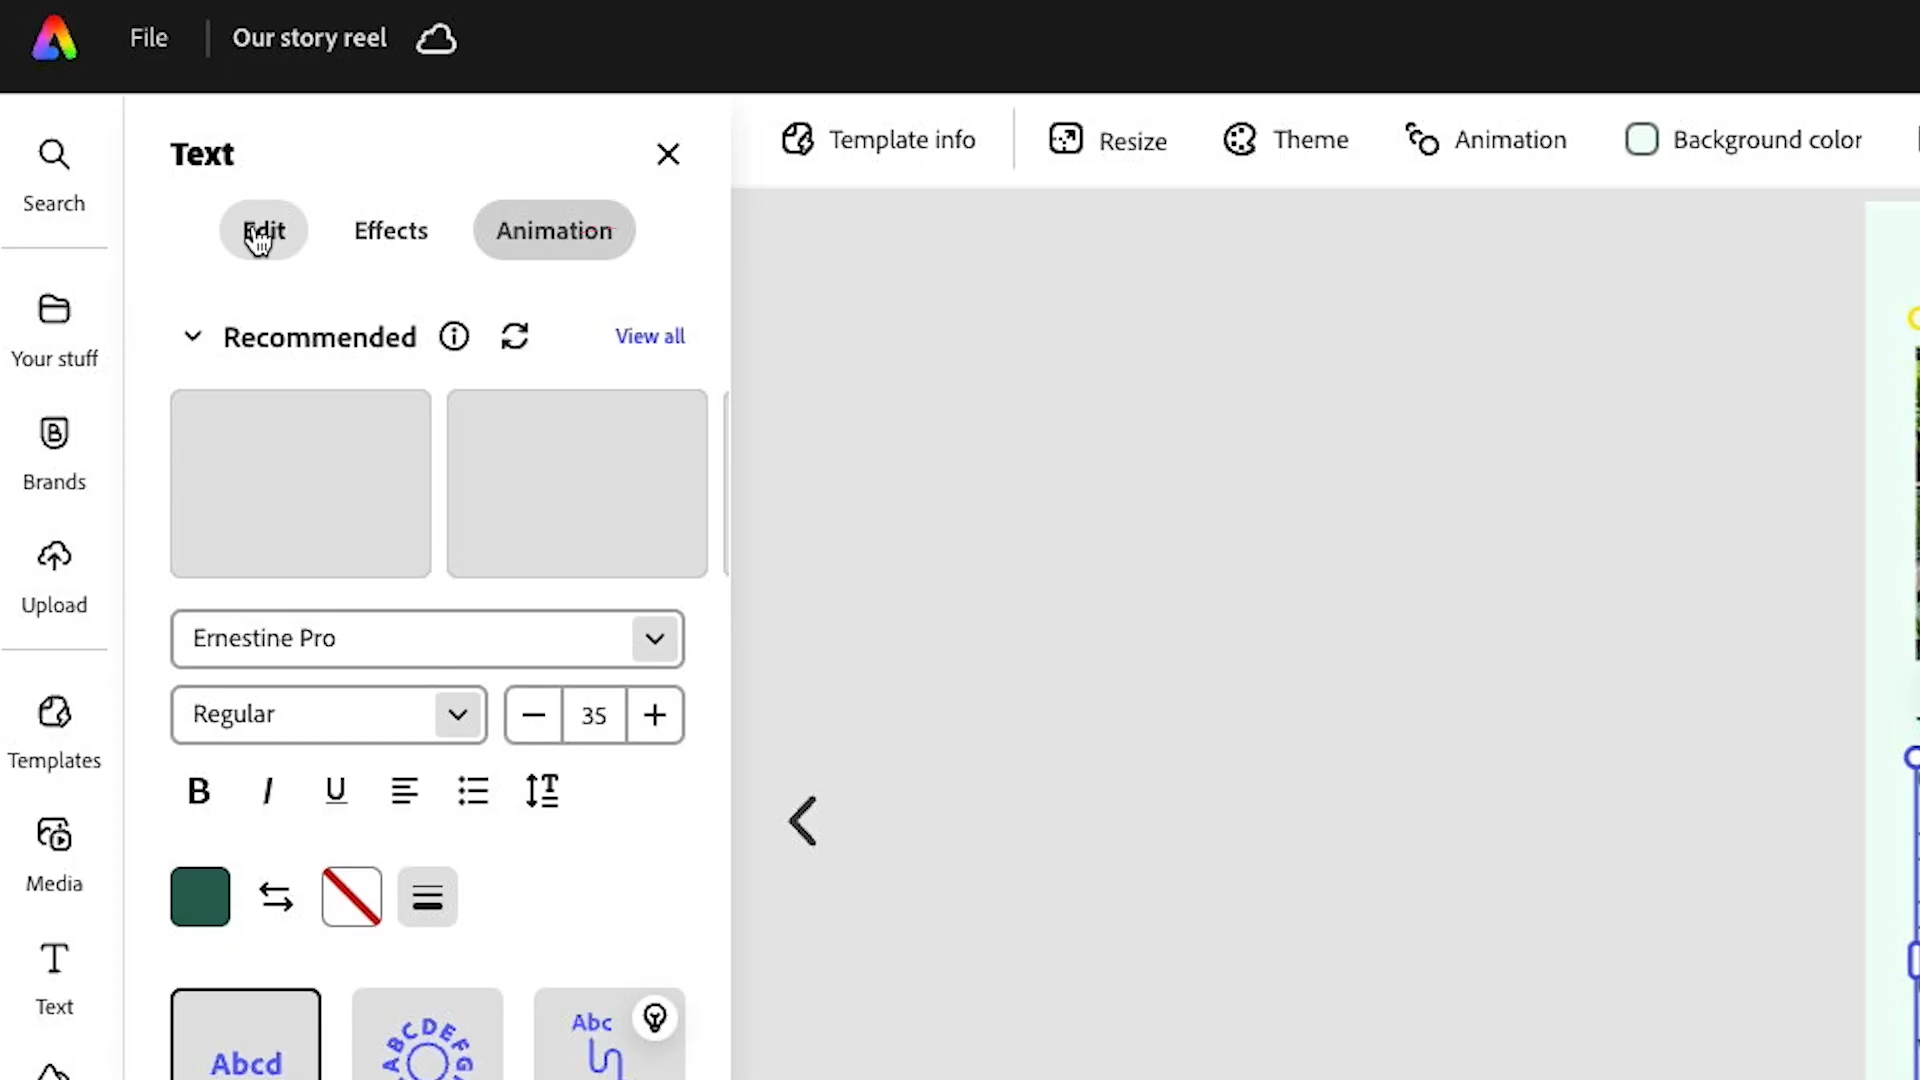 File
Our story reel
Template info
Resize
Theme
Animation
Background color
Search
Your stuff
Brands
Upload
Templates
Media
Text
Text
Edit
Effects
Animation
Recommended
View all
Ernestine Pro
Regular
35
B
I
U
Abcd
ABCDEFG
Abc